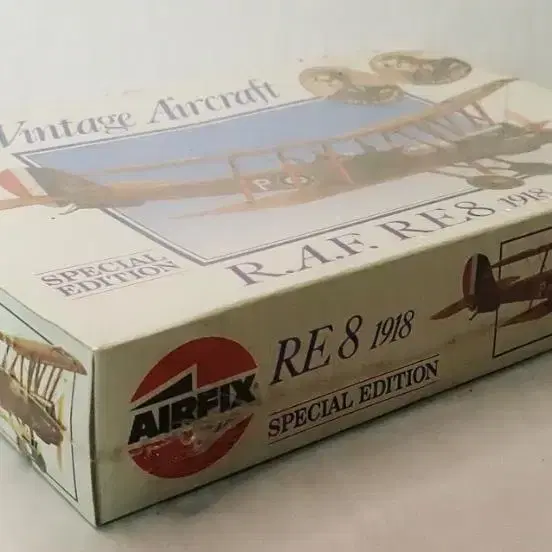 Vintage Aircraft
P
SPECIAL
EDITION
R.A.F. RE8 1918
AIRFIX
RE 8 1918
SPECIAL EDITION